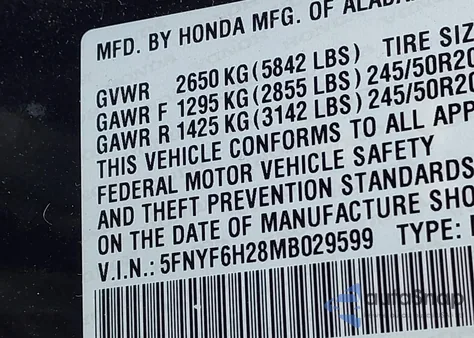 MFD. BY HONDA MFG. OF ALABA
TIRE SIZ
GVWR 2650 KG (5842 LBS)
GAWR F 1295 KG (2855 LBS) 245/50R20
GAWR R 1425 KG (3142 LBS) 245/50R20
THIS VEHICLE CONFORMS TO ALL APP
FEDERAL MOTOR VEHICLE SAFETY
AND THEFT PREVENTION STANDARDS
ON THE DATE OF MANUFACTURE SHO
V.I.N.: 5FNYF6H28MB029599 TYPE:
autoSnap